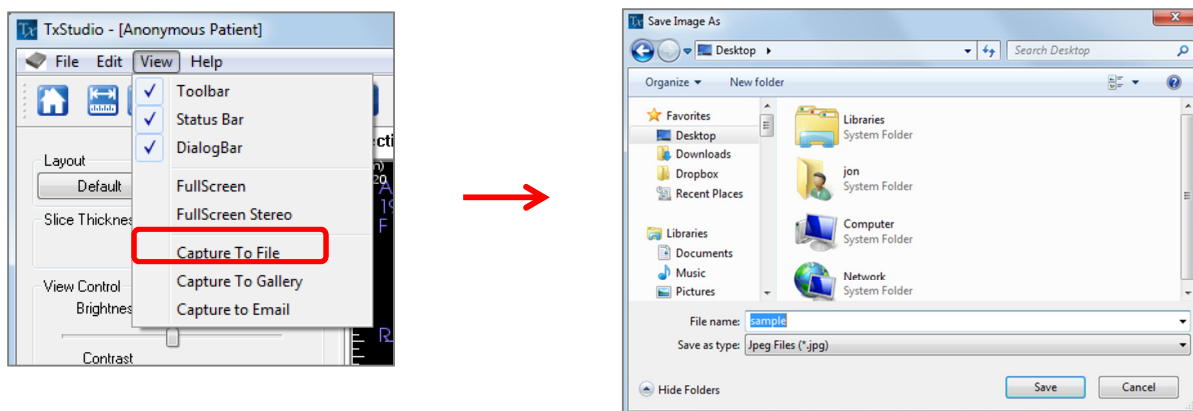 TxStudio - [Anonymous Patient]
File Edit View Help
Toolbar
Status Bar
DialogBar
FullScreen
FullScreen Stereo
Capture To File
Capture To Gallery
Capture to Email
Layout
Default
Slice Thicknes
View Control
Brightnes
Contrast
Save Image As
Desktop
Search Desktop
Organize
New folder
Favorites
Desktop
Downloads
Dropbox
Recent Places
Libraries
Documents
Music
Pictures
Libraries
System Folder
jon
System Folder
Computer
System Folder
Network
System Folder
File name: sample
Save as type: Jpeg Files (*.jpg)
Hide Folders
Save
Cancel